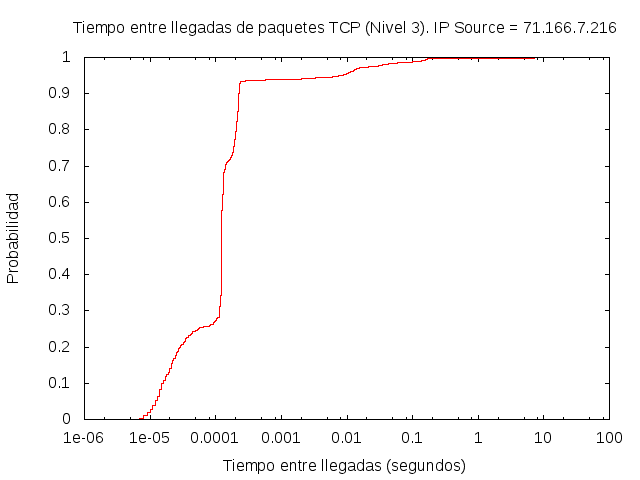 Tiempo entre llegadas de paquetes TCP (Nivel 3). IP Source = 71.166.7.216
1
0.9
0.8
0.7
0.6
0.5
0.4
0.3
0.2
0.1
0
Probabilidad
1e-06 1e-05 0.0001 0.001 0.01 0.1 1 10 100
Tiempo entre llegadas (segundos)